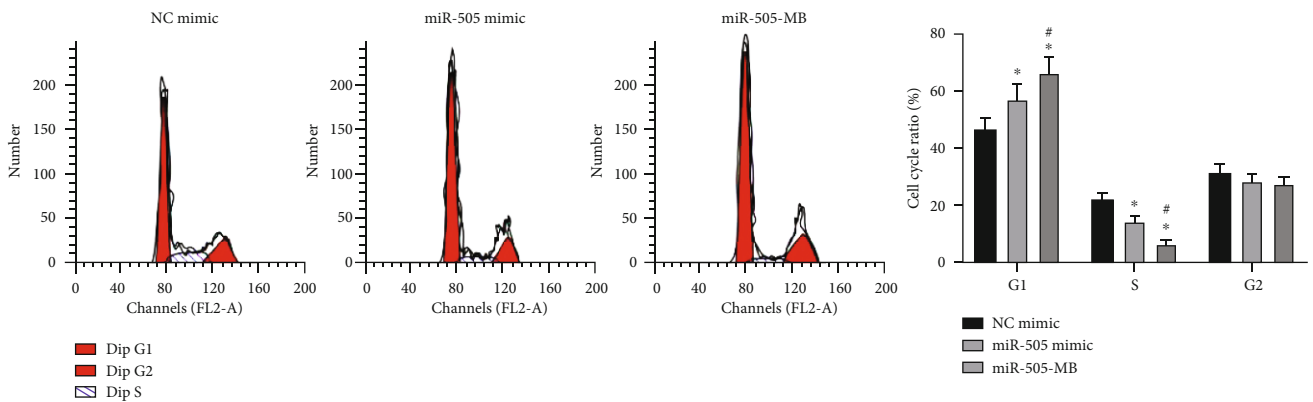 NC mimic
Number
200
150
100
50
0
0 40 80 120 160 200
Channels (FL2-A)
miR-505 mimic
Number
200
150
100
50
0
0 40 80 120 160 200
Channels (FL2-A)
miR-505-MB
Number
200
150
100
50
0
0 40 80 120 160 200
Channels (FL2-A)
Dip G1
Dip G2
Dip S
Cell cycle ratio (%)
80
60
40
20
0
*
#
*
*
#
*
G1 S G2
NC mimic
miR-505 mimic
miR-505-MB